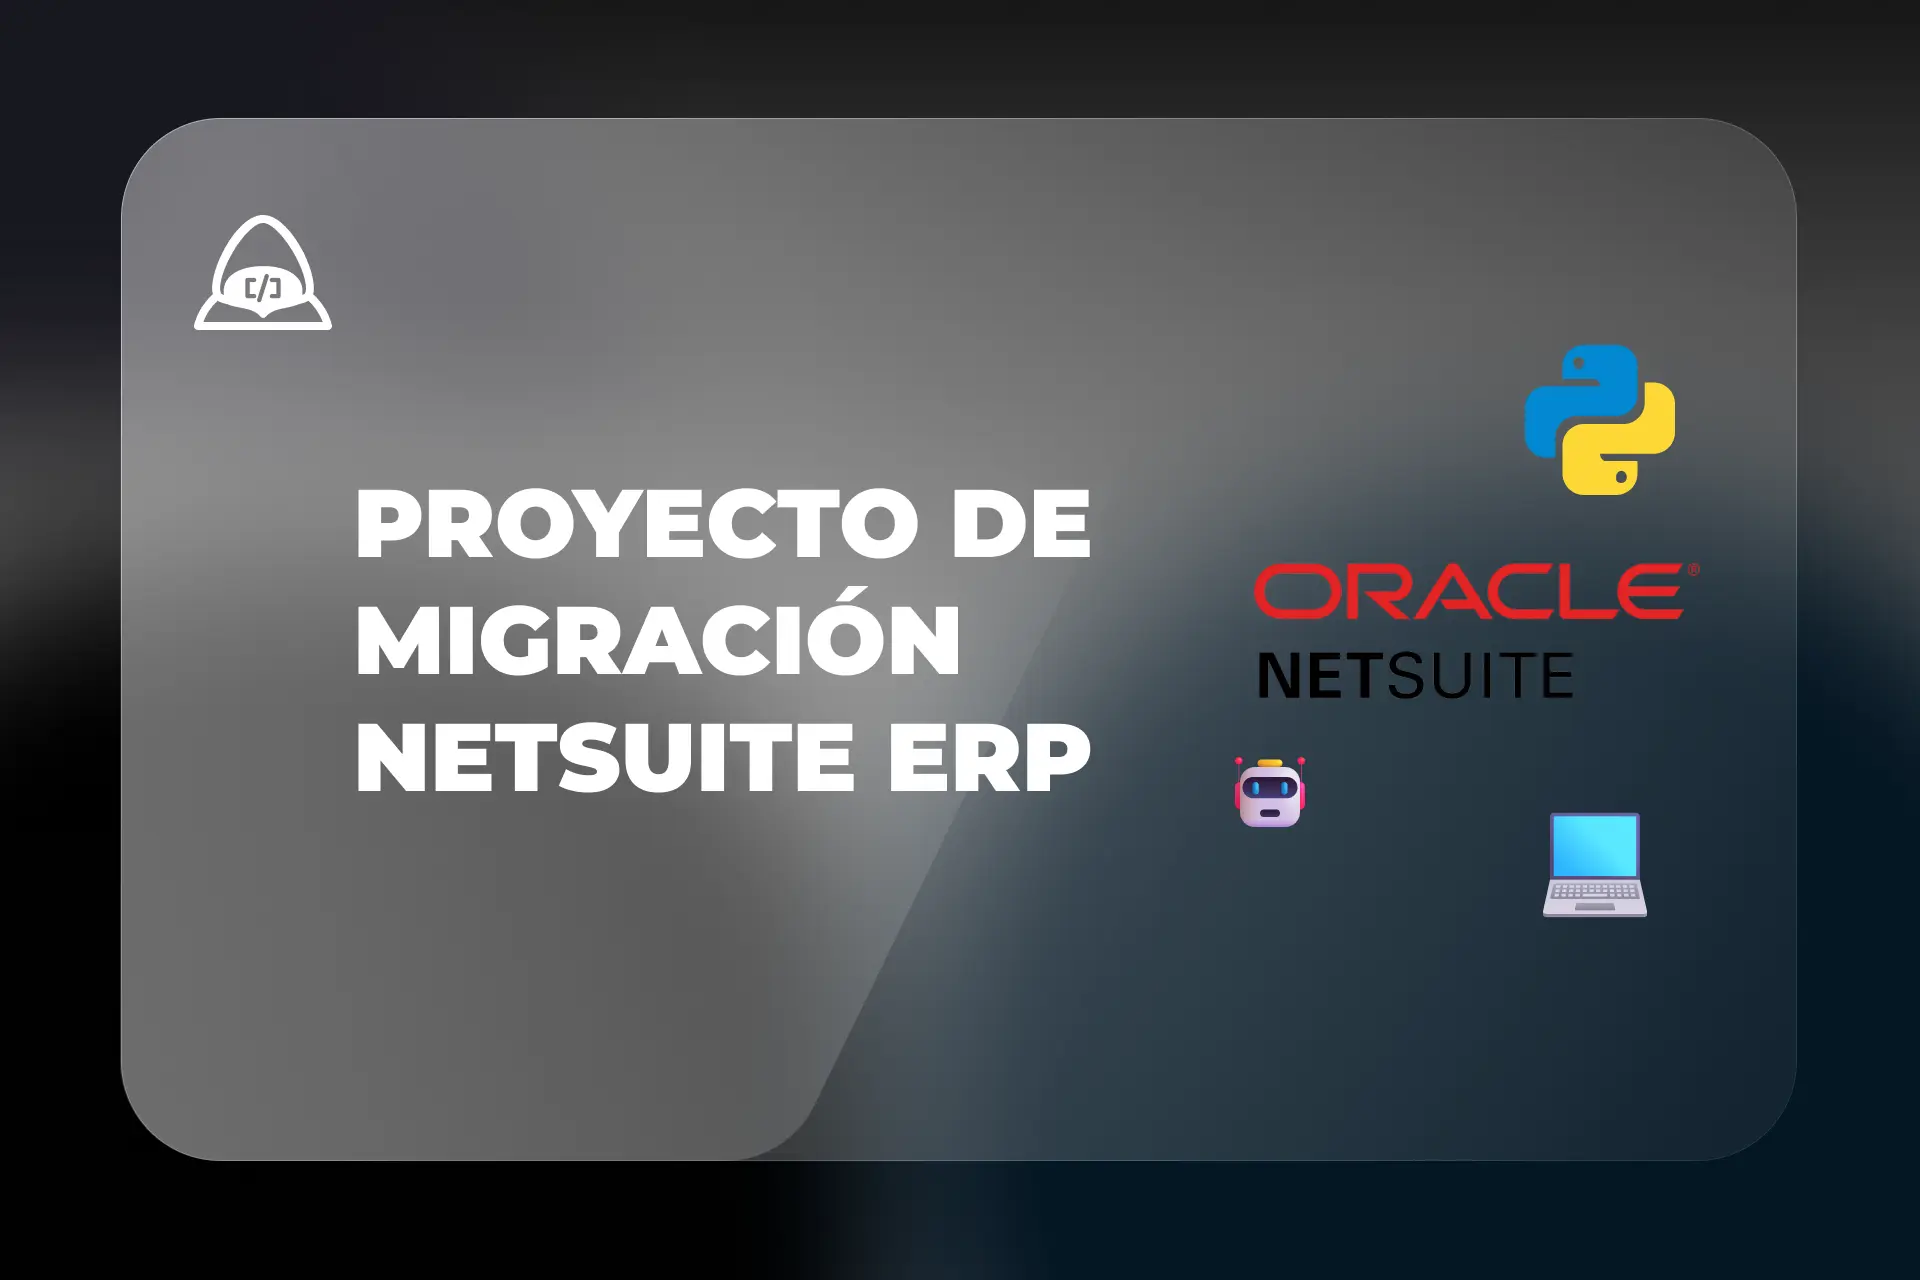 [/]
PROYECTO DE
MIGRACIÓN
NETSUITE ERP
ORACLE®
NETSUITE